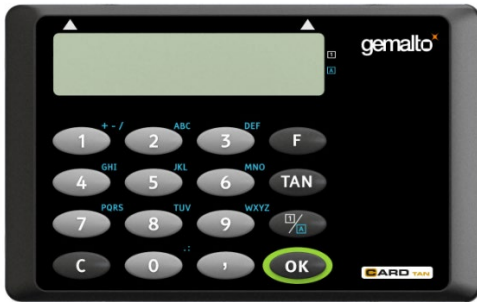 gemalto
1
A
+ - / ABC DEF
1 2 3 F
GHI JKL MNO
4 5 6 TAN
PQRS TUV WXYZ
7 8 9 1/A
.:
C 0 , OK
CARD TAN